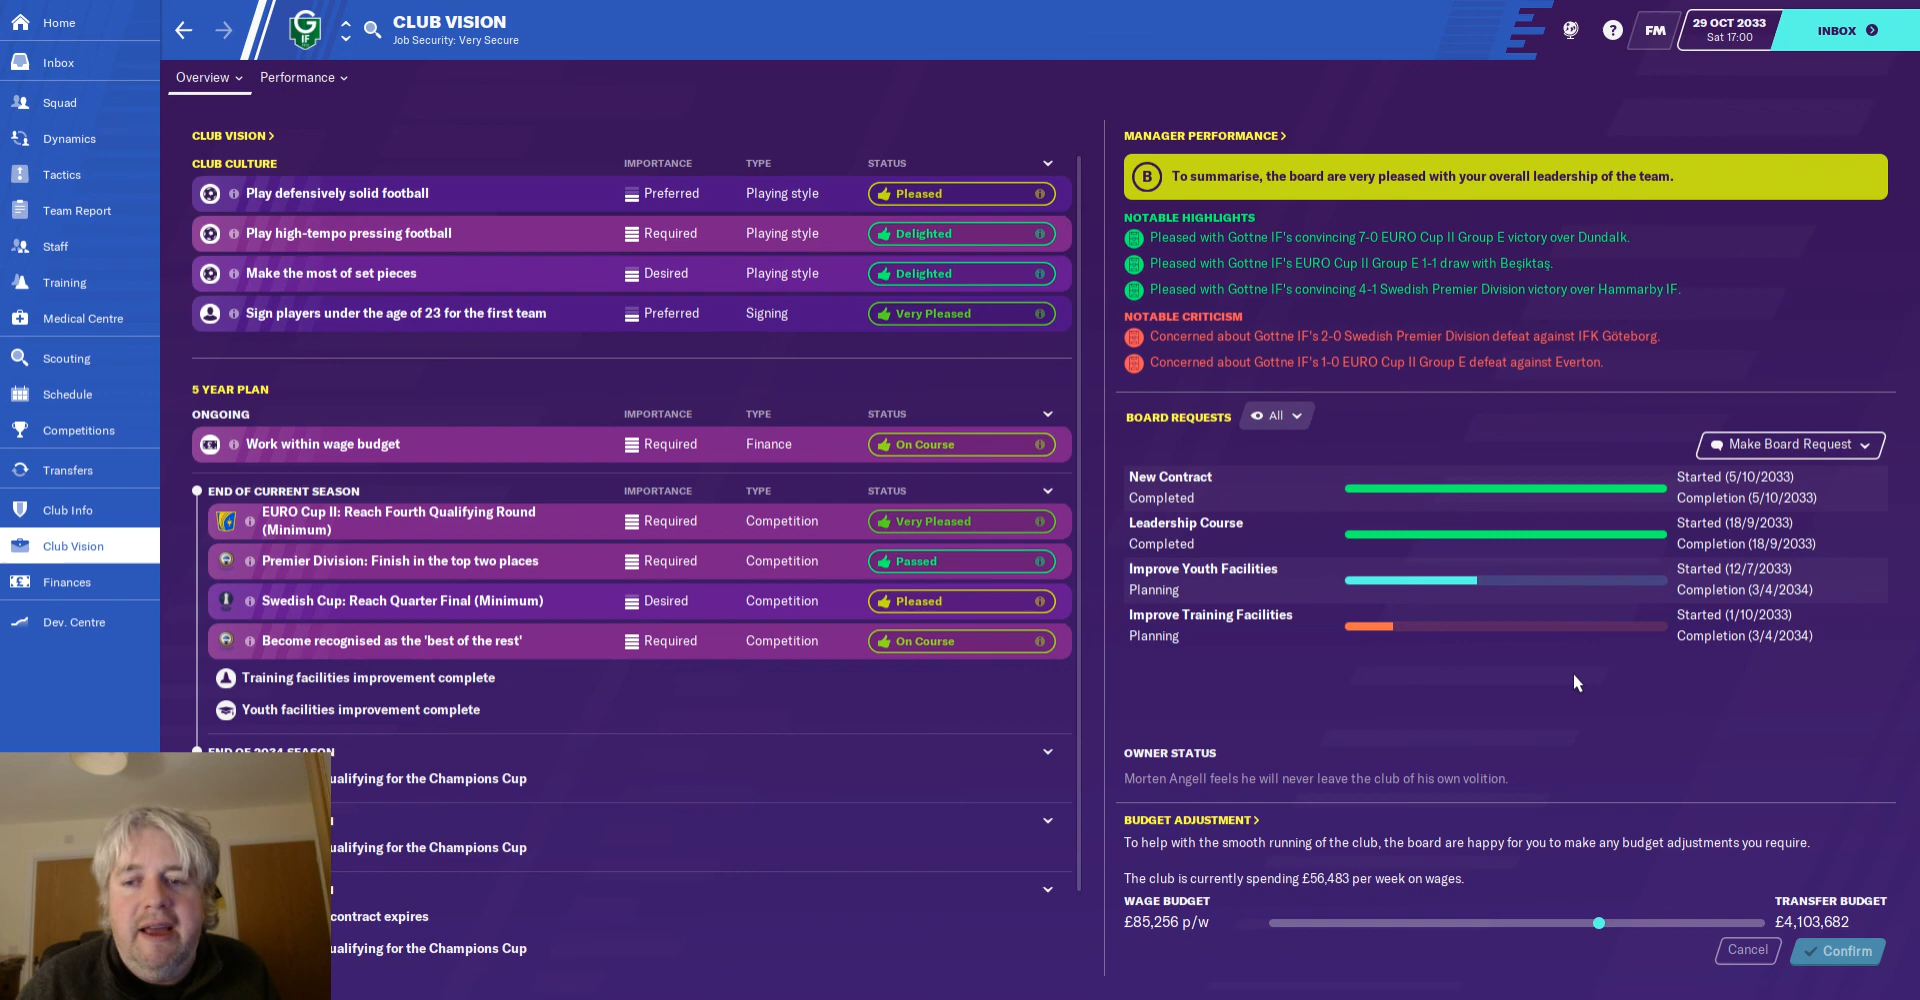 Home
Inbox
Squad
Dynamics
Tactics
Team Report
Staff
Training
Medical Centre
Scouting
Schedule
Competitions
Transfers
Club Info
Club Vision
Finances
Dev. Centre
G
IF
CLUB VISION
Job Security: Very Secure
?
FM
29 OCT 2033
Sat 17:00
INBOX
Overview
Performance
CLUB VISION >
CLUB CULTURE IMPORTANCE TYPE STATUS
Play defensively solid football Preferred Playing style Pleased
Play high-tempo pressing football Required Playing style Delighted
Make the most of set pieces Desired Playing style Delighted
Sign players under the age of 23 for the first team Preferred Signing Very Pleased
5 YEAR PLAN
ONGOING IMPORTANCE TYPE STATUS
Work within wage budget Required Finance On Course
END OF CURRENT SEASON IMPORTANCE TYPE STATUS
EURO Cup II: Reach Fourth Qualifying Round
(Minimum) Required Competition Very Pleased
Premier Division: Finish in the top two places Required Competition Passed
Swedish Cup: Reach Quarter Final (Minimum) Desired Competition Pleased
Become recognised as the 'best of the rest' Required Competition On Course
Training facilities improvement complete
Youth facilities improvement complete
END OF 2034 SEASON
ualifying for the Champions Cup
ualifying for the Champions Cup
contract expires
ualifying for the Champions Cup
MANAGER PERFORMANCE >
B To summarise, the board are very pleased with your overall leadership of the team.
NOTABLE HIGHLIGHTS
Pleased with Gottne IF's convincing 7-0 EURO Cup II Group E victory over Dundalk.
Pleased with Gottne IF's EURO Cup II Group E 1-1 draw with Beşiktaş.
Pleased with Gottne IF's convincing 4-1 Swedish Premier Division victory over Hammarby IF.
NOTABLE CRITICISM
Concerned about Gottne IF's 2-0 Swedish Premier Division defeat against IFK Göteborg.
Concerned about Gottne IF's 1-0 EURO Cup II Group E defeat against Everton.
BOARD REQUESTS All
Make Board Request
New Contract Started (5/10/2033)
Completed Completion (5/10/2033)
Leadership Course Started (18/9/2033)
Completed Completion (18/9/2033)
Improve Youth Facilities Started (12/7/2033)
Planning Completion (3/4/2034)
Improve Training Facilities Started (1/10/2033)
Planning Completion (3/4/2034)
OWNER STATUS
Morten Angell feels he will never leave the club of his own volition.
BUDGET ADJUSTMENT >
To help with the smooth running of the club, the board are happy for you to make any budget adjustments you require.
The club is currently spending £56,483 per week on wages.
WAGE BUDGET TRANSFER BUDGET
£85,256 p/w £4,103,682
Cancel Confirm